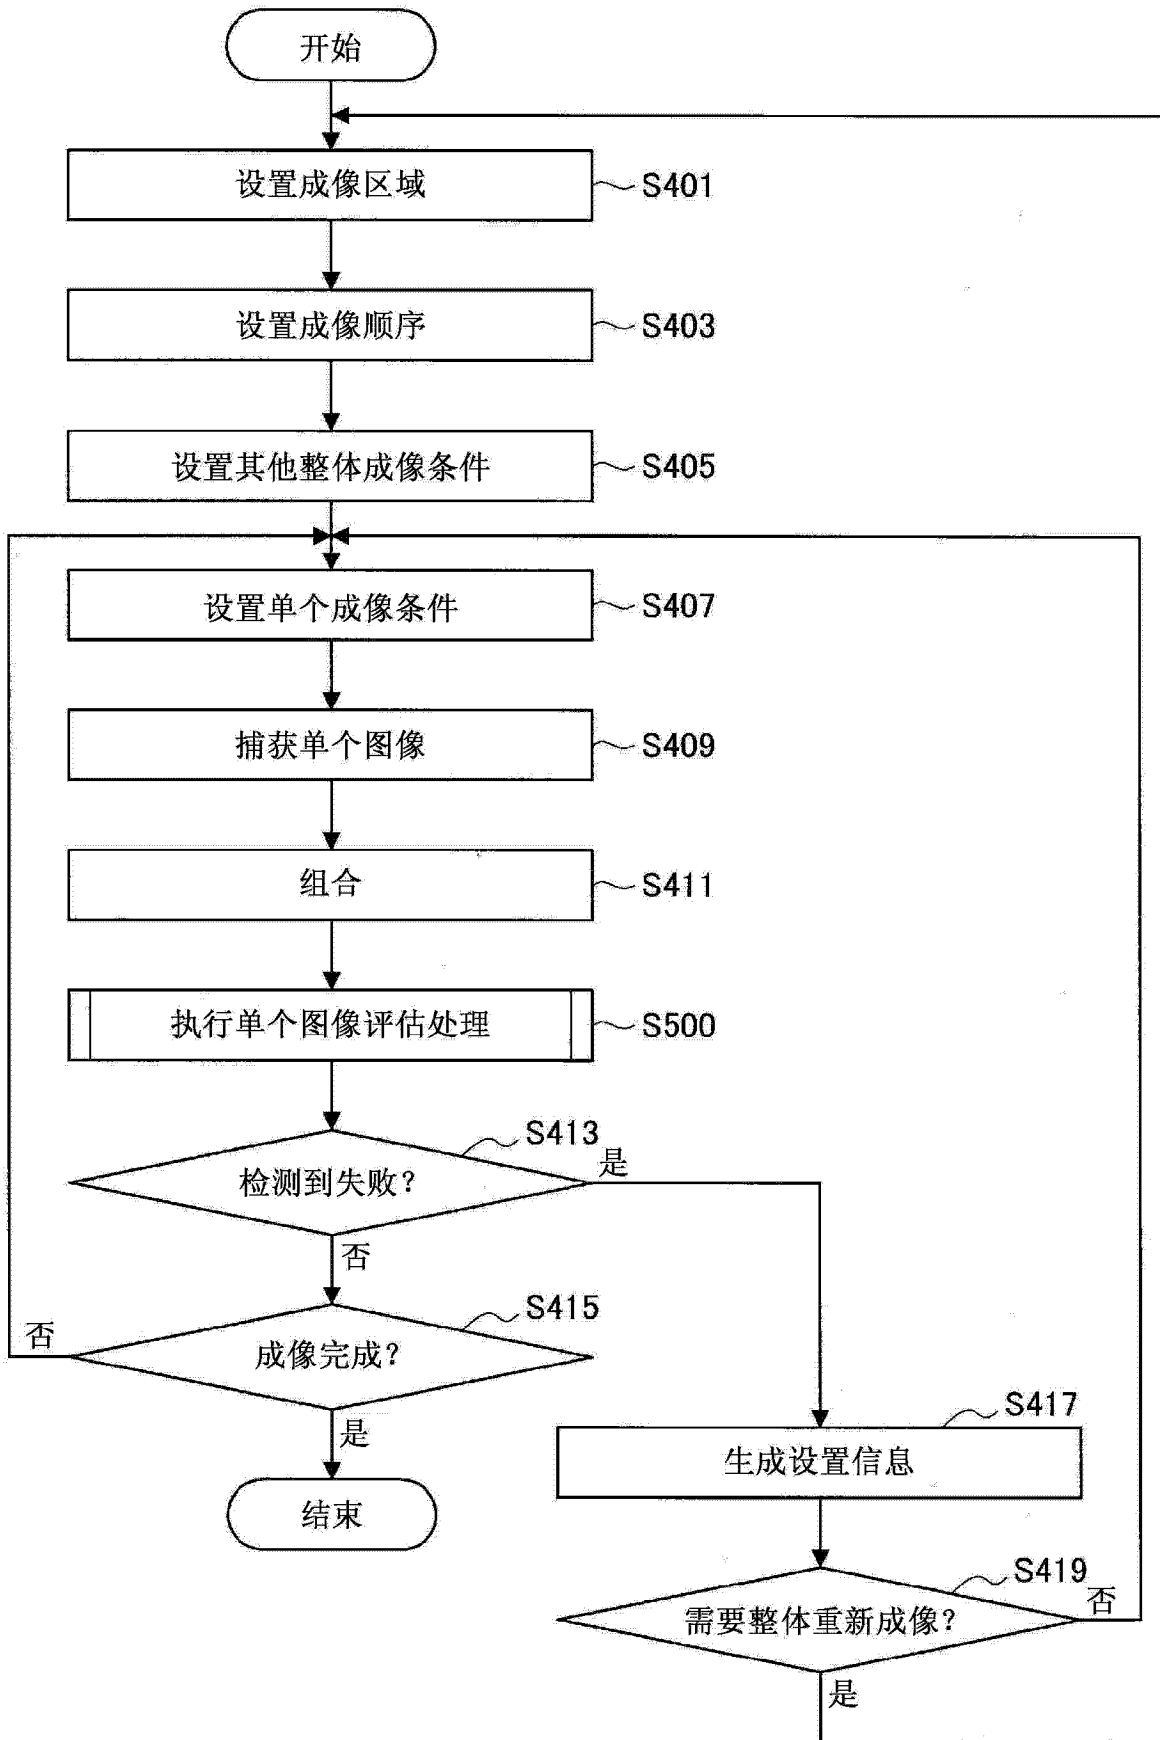 开始
设置成像区域 S401
设置成像顺序 S403
设置其他整体成像条件 S405
设置单个成像条件 S407
捕获单个图像 S409
组合 S411
执行单个图像评估处理 S500
S413
检测到失败? 是
否
S415
否 成像完成?
是
结束
S417
生成设置信息
S419
需要整体重新成像? 否
是